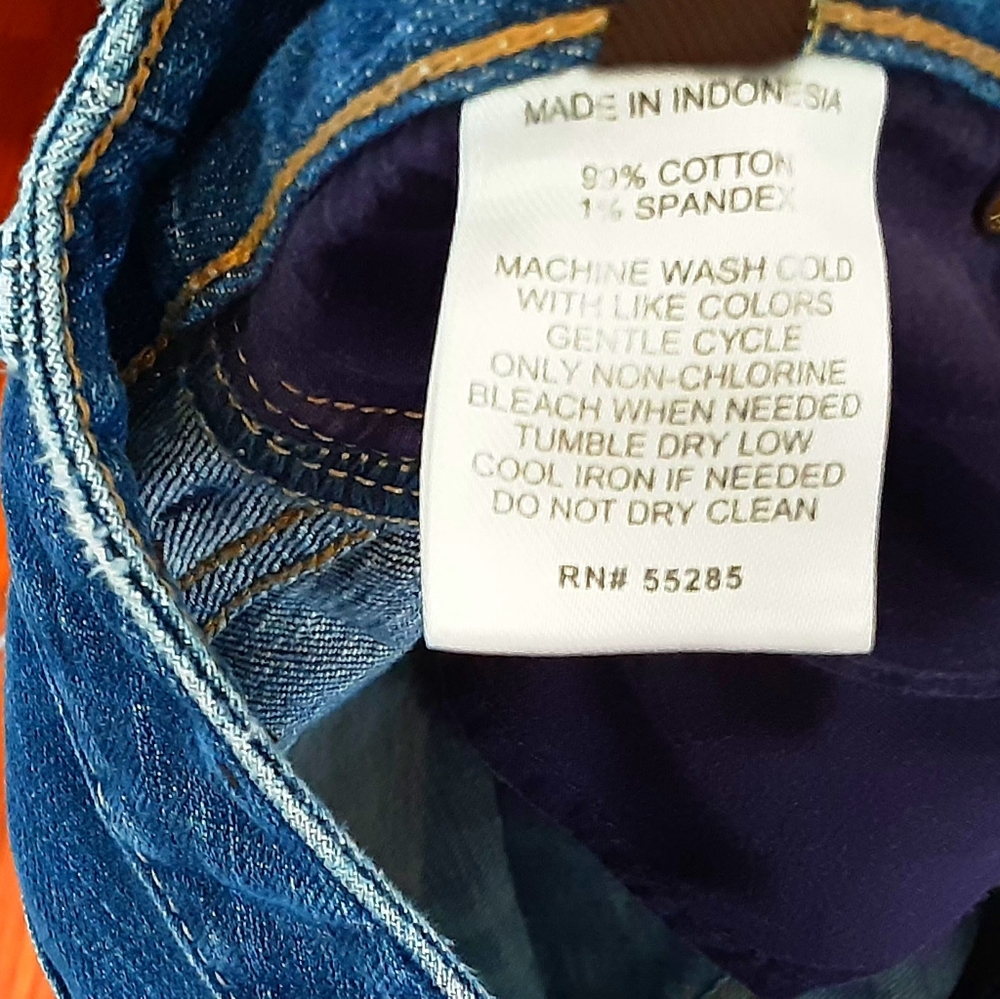 MADE IN INDONESIA
99% COTTON
1% SPANDEX
MACHINE WASH COLD
WITH LIKE COLORS
GENTLE CYCLE
ONLY NON-CHLORINE
BLEACH WHEN NEEDED
TUMBLE DRY LOW
COOL IRON IF NEEDED
DO NOT DRY CLEAN
RN# 55285